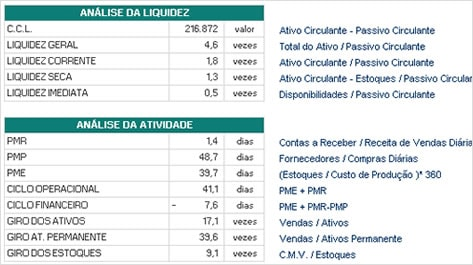 ANÁLISE DA LIQUIDEZ
C.C.L. 216.872 valor Ativo Circulante - Passivo Circulante
LIQUIDEZ GERAL 4,6 vezes Total do Ativo / Passivo Circulante
LIQUIDEZ CORRENTE 1,8 vezes Ativo Circulante / Passivo Circulante
LIQUIDEZ SECA 1,3 vezes Ativo Circulante - Estoques / Passivo Circular
LIQUIDEZ IMEDIATA 0,5 vezes Disponibilidades / Passivo Circulante
ANÁLISE DA ATIVIDADE
PMR 1,4 dias Contas a Receber / Receita de Vendas Diária
PMP 48,7 dias Fornecedores / Compras Diárias
PME 39,7 dias (Estoques / Custo de Produção )* 360
CICLO OPERACIONAL 41,1 dias PME + PMR
CICLO FINANCEIRO - 7,6 dias PME + PMR-PMP
GIRO DOS ATIVOS 17,1 vezes Vendas / Ativos
GIRO AT. PERMANENTE 39,6 vezes Vendas / Ativos Permanente
GIRO DOS ESTOQUES 9,1 vezes C.M.V. / Estoques